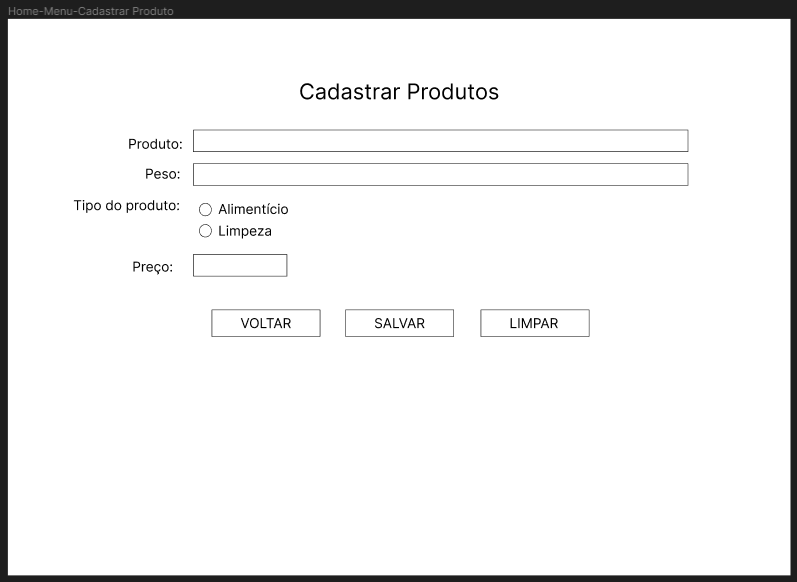 Home-Menu-Cadastrar Produto
Cadastrar Produtos
Produto:
Peso:
Tipo do produto:
Alimentício
Limpeza
Preço:
VOLTAR SALVAR LIMPAR